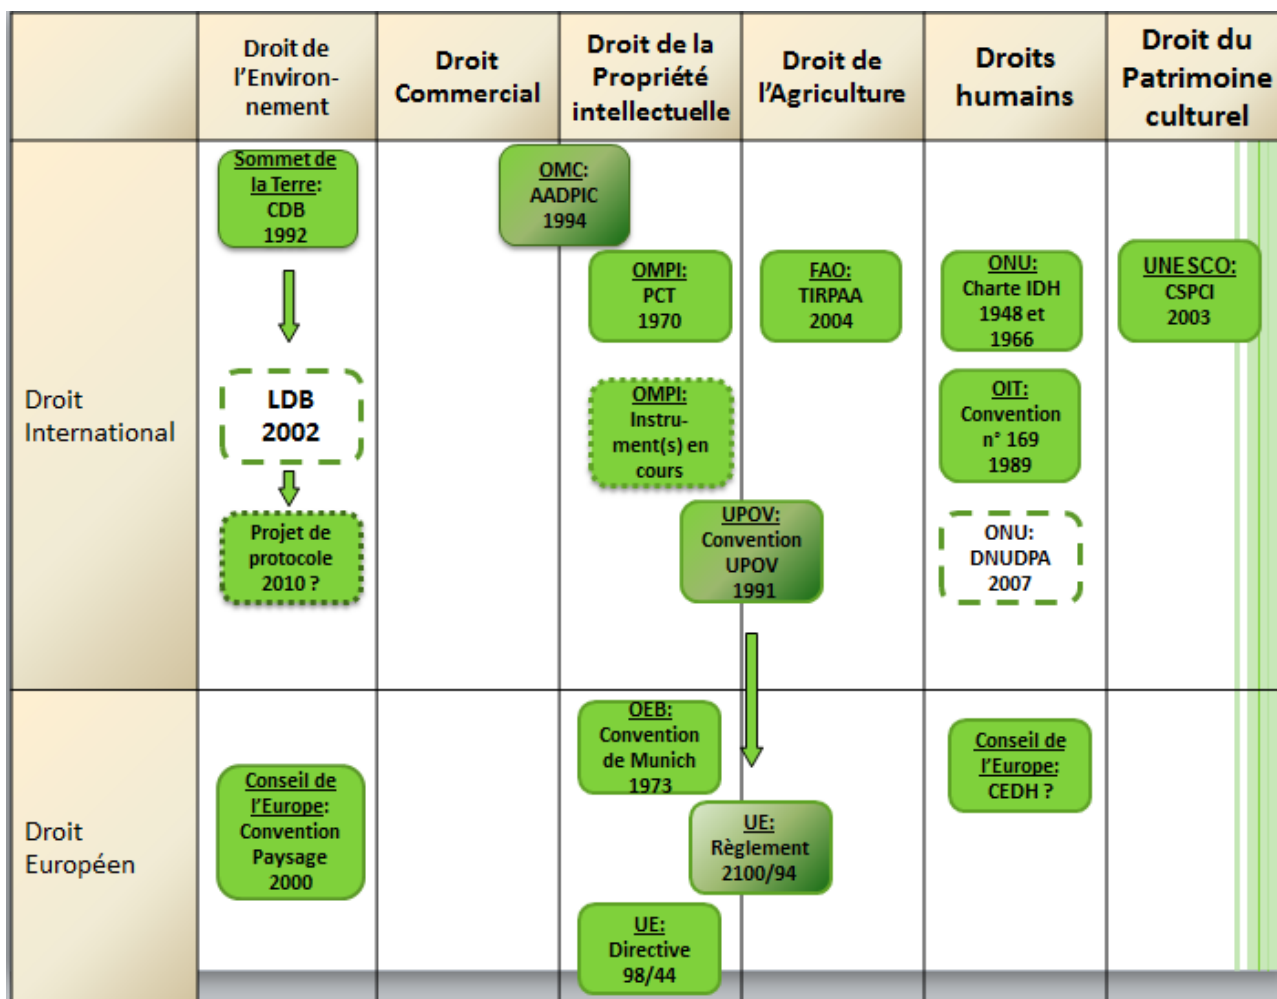 Droit de
l'Environ-
nement
Droit
Commercial
Droit de la
Propriété
intellectuelle
Droit de
l'Agriculture
Droits
humains
Droit du
Patrimoine
culturel
Droit
International
Sommet de
la Terre:
CDB
1992
LDB
2002
Projet de
protocole
2010 ?
OMC:
AADPIC
1994
OMPI:
PCT
1970
OMPI:
Instru-
ment(s) en
cours
UPOV:
Convention
UPOV
1991
FAO:
TIRPAA
2004
ONU:
Charte IDH
1948 et
1966
OIT:
Convention
n° 169
1989
ONU:
DNUDPA
2007
UNESCO:
CSPCI
2003
Droit
Européen
Conseil de
l'Europe:
Convention
Paysage
2000
OEB:
Convention
de Munich
1973
UE:
Règlement
2100/94
UE:
Directive
98/44
Conseil de
l'Europe:
CEDH ?